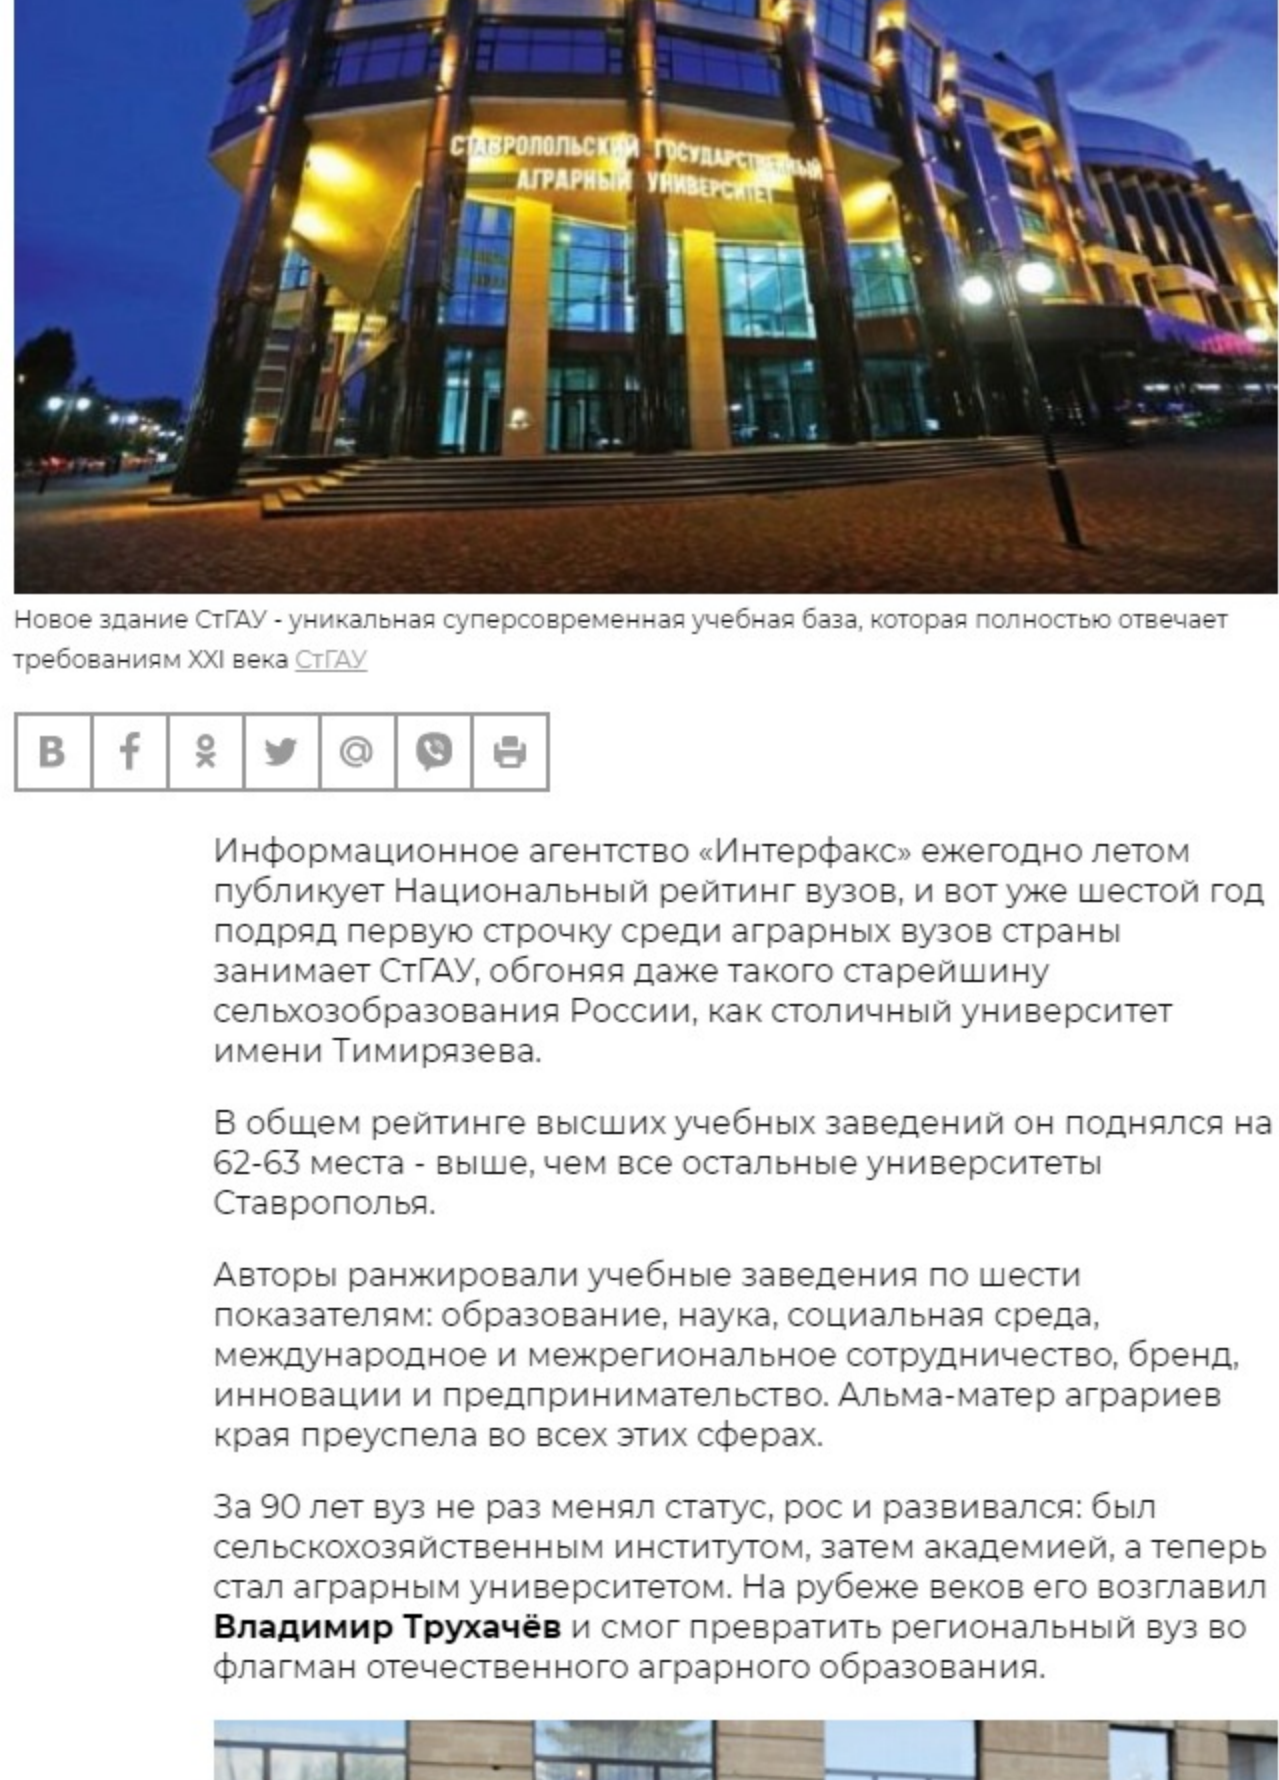 СТАВРОПОЛЬСКИЙ ГОСУДАРСТВЕННЫЙ
АГРАРНЫЙ УНИВЕРСИТЕТ
Новое здание СтГАУ - уникальная суперсовременная учебная база, которая полностью отвечает
требованиям XXI века СтГАУ
Информационное агентство «Интерфакс» ежегодно летом
публикует Национальный рейтинг вузов, и вот уже шестой год
подряд первую строчку среди аграрных вузов страны
занимает СтГАУ, обгоняя даже такого старейшину
сельхозобразования России, как столичный университет
имени Тимирязева.
В общем рейтинге высших учебных заведений он поднялся на
62-63 места - выше, чем все остальные университеты
Ставрополья.
Авторы ранжировали учебные заведения по шести
показателям: образование, наука, социальная среда,
международное и межрегиональное сотрудничество, бренд,
инновации и предпринимательство. Альма-матер аграриев
края преуспела во всех этих сферах.
За 90 лет вуз не раз менял статус, рос и развивался: был
сельскохозяйственным институтом, затем академией, а теперь
стал аграрным университетом. На рубеже веков его возглавил
Владимир Трухачёв и смог превратить региональный вуз во
флагман отечественного аграрного образования.